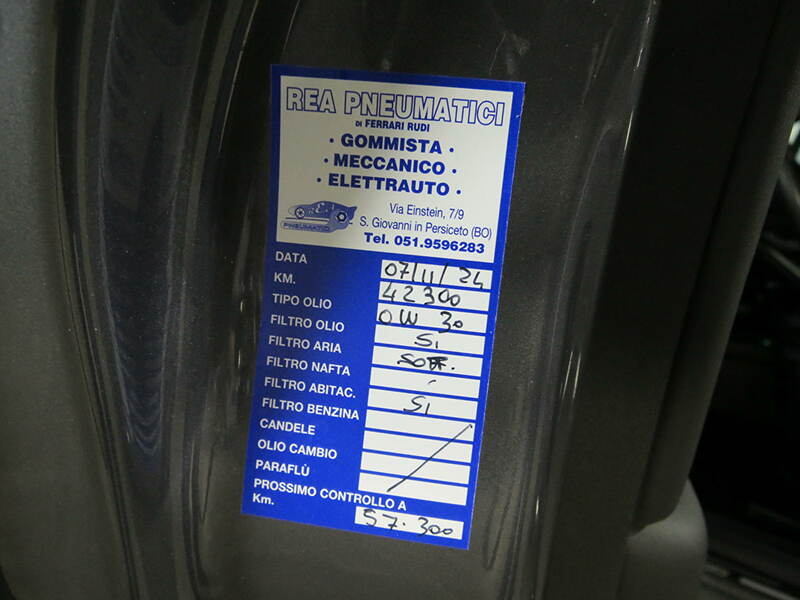 REA PNEUMATICI
DI FERRARI RUDI
· GOMMISTA ·
· MECCANICO ·
· ELETTRAUTO ·
PNEUMATICI
Via Einstein, 7/9
S. Giovanni in Persiceto (BO)
Tel. 051.9596283
DATA 07/11/24
KM. 42300
TIPO OLIO 0W30
FILTRO OLIO SI
FILTRO ARIA SOFF.
FILTRO NAFTA -
FILTRO ABITAC. SI
FILTRO BENZINA
CANDELE
OLIO CAMBIO
PARAFLÙ
PROSSIMO CONTROLLO A
Km. 57.300